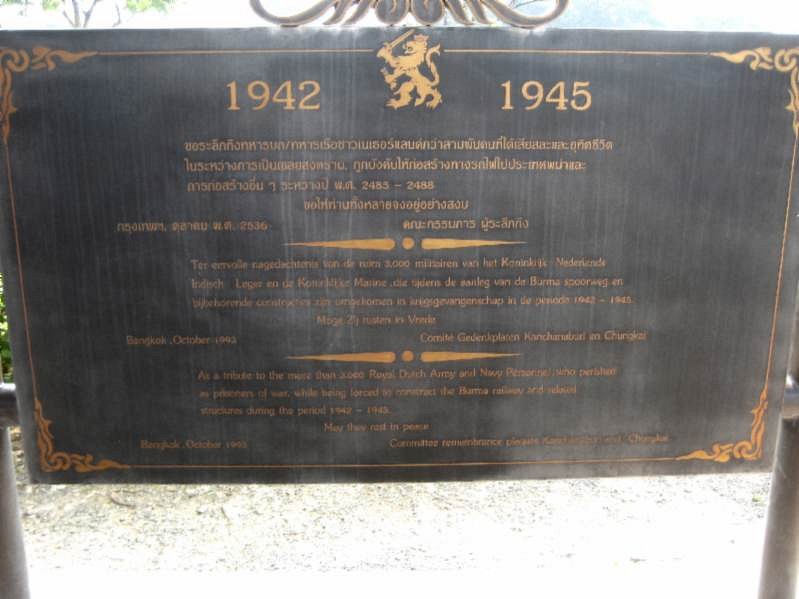 1942 1945
ขอระลึกถึงทหารบก/ทหารเรือชาวเนเธอร์แลนด์กว่าสามพันคนที่ได้เสียสละและอุทิศชีวิต
ในระหว่างการเป็นเชลยสงคราม, ถูกบังคับให้ก่อสร้างทางรถไฟไปประเทศพม่าและ
การก่อสร้างอื่น ๆ ระหว่างปี พ.ศ. 2485 - 2488
ขอให้ท่านทั้งหลายจงอยู่อย่างสงบ
กรุงเทพฯ, ตุลาคม พ.ศ. 2536 คณะกรรมการ ผู้ระลึกถึง
Ter eervolle nagedachtenis van de ruim 3,000 militairen van het Koninklijk Nederlands
Indisch Leger en de Koninklijke Marine ,die tijdens de aanleg van de Burma spoorweg en
bijbehorende constructies zijn omgekomen in krijgsgevangenschap in de periode 1942 - 1945.
Moge Zij rusten in Vrede
Bangkok ,October 1993 Comité Gedenkplaten Kanchanaburi en Chungkai
As a tribute to the more than 3,000 Royal Dutch Army and Navy Personnel ,who perished
as prisoners of war, while being forced to construct the Burma railway and related
structures during the period 1942 - 1945.
May they rest in peace
Bangkok ,October 1993 Committee remembrance plaques Kanchanaburi and Chungkai